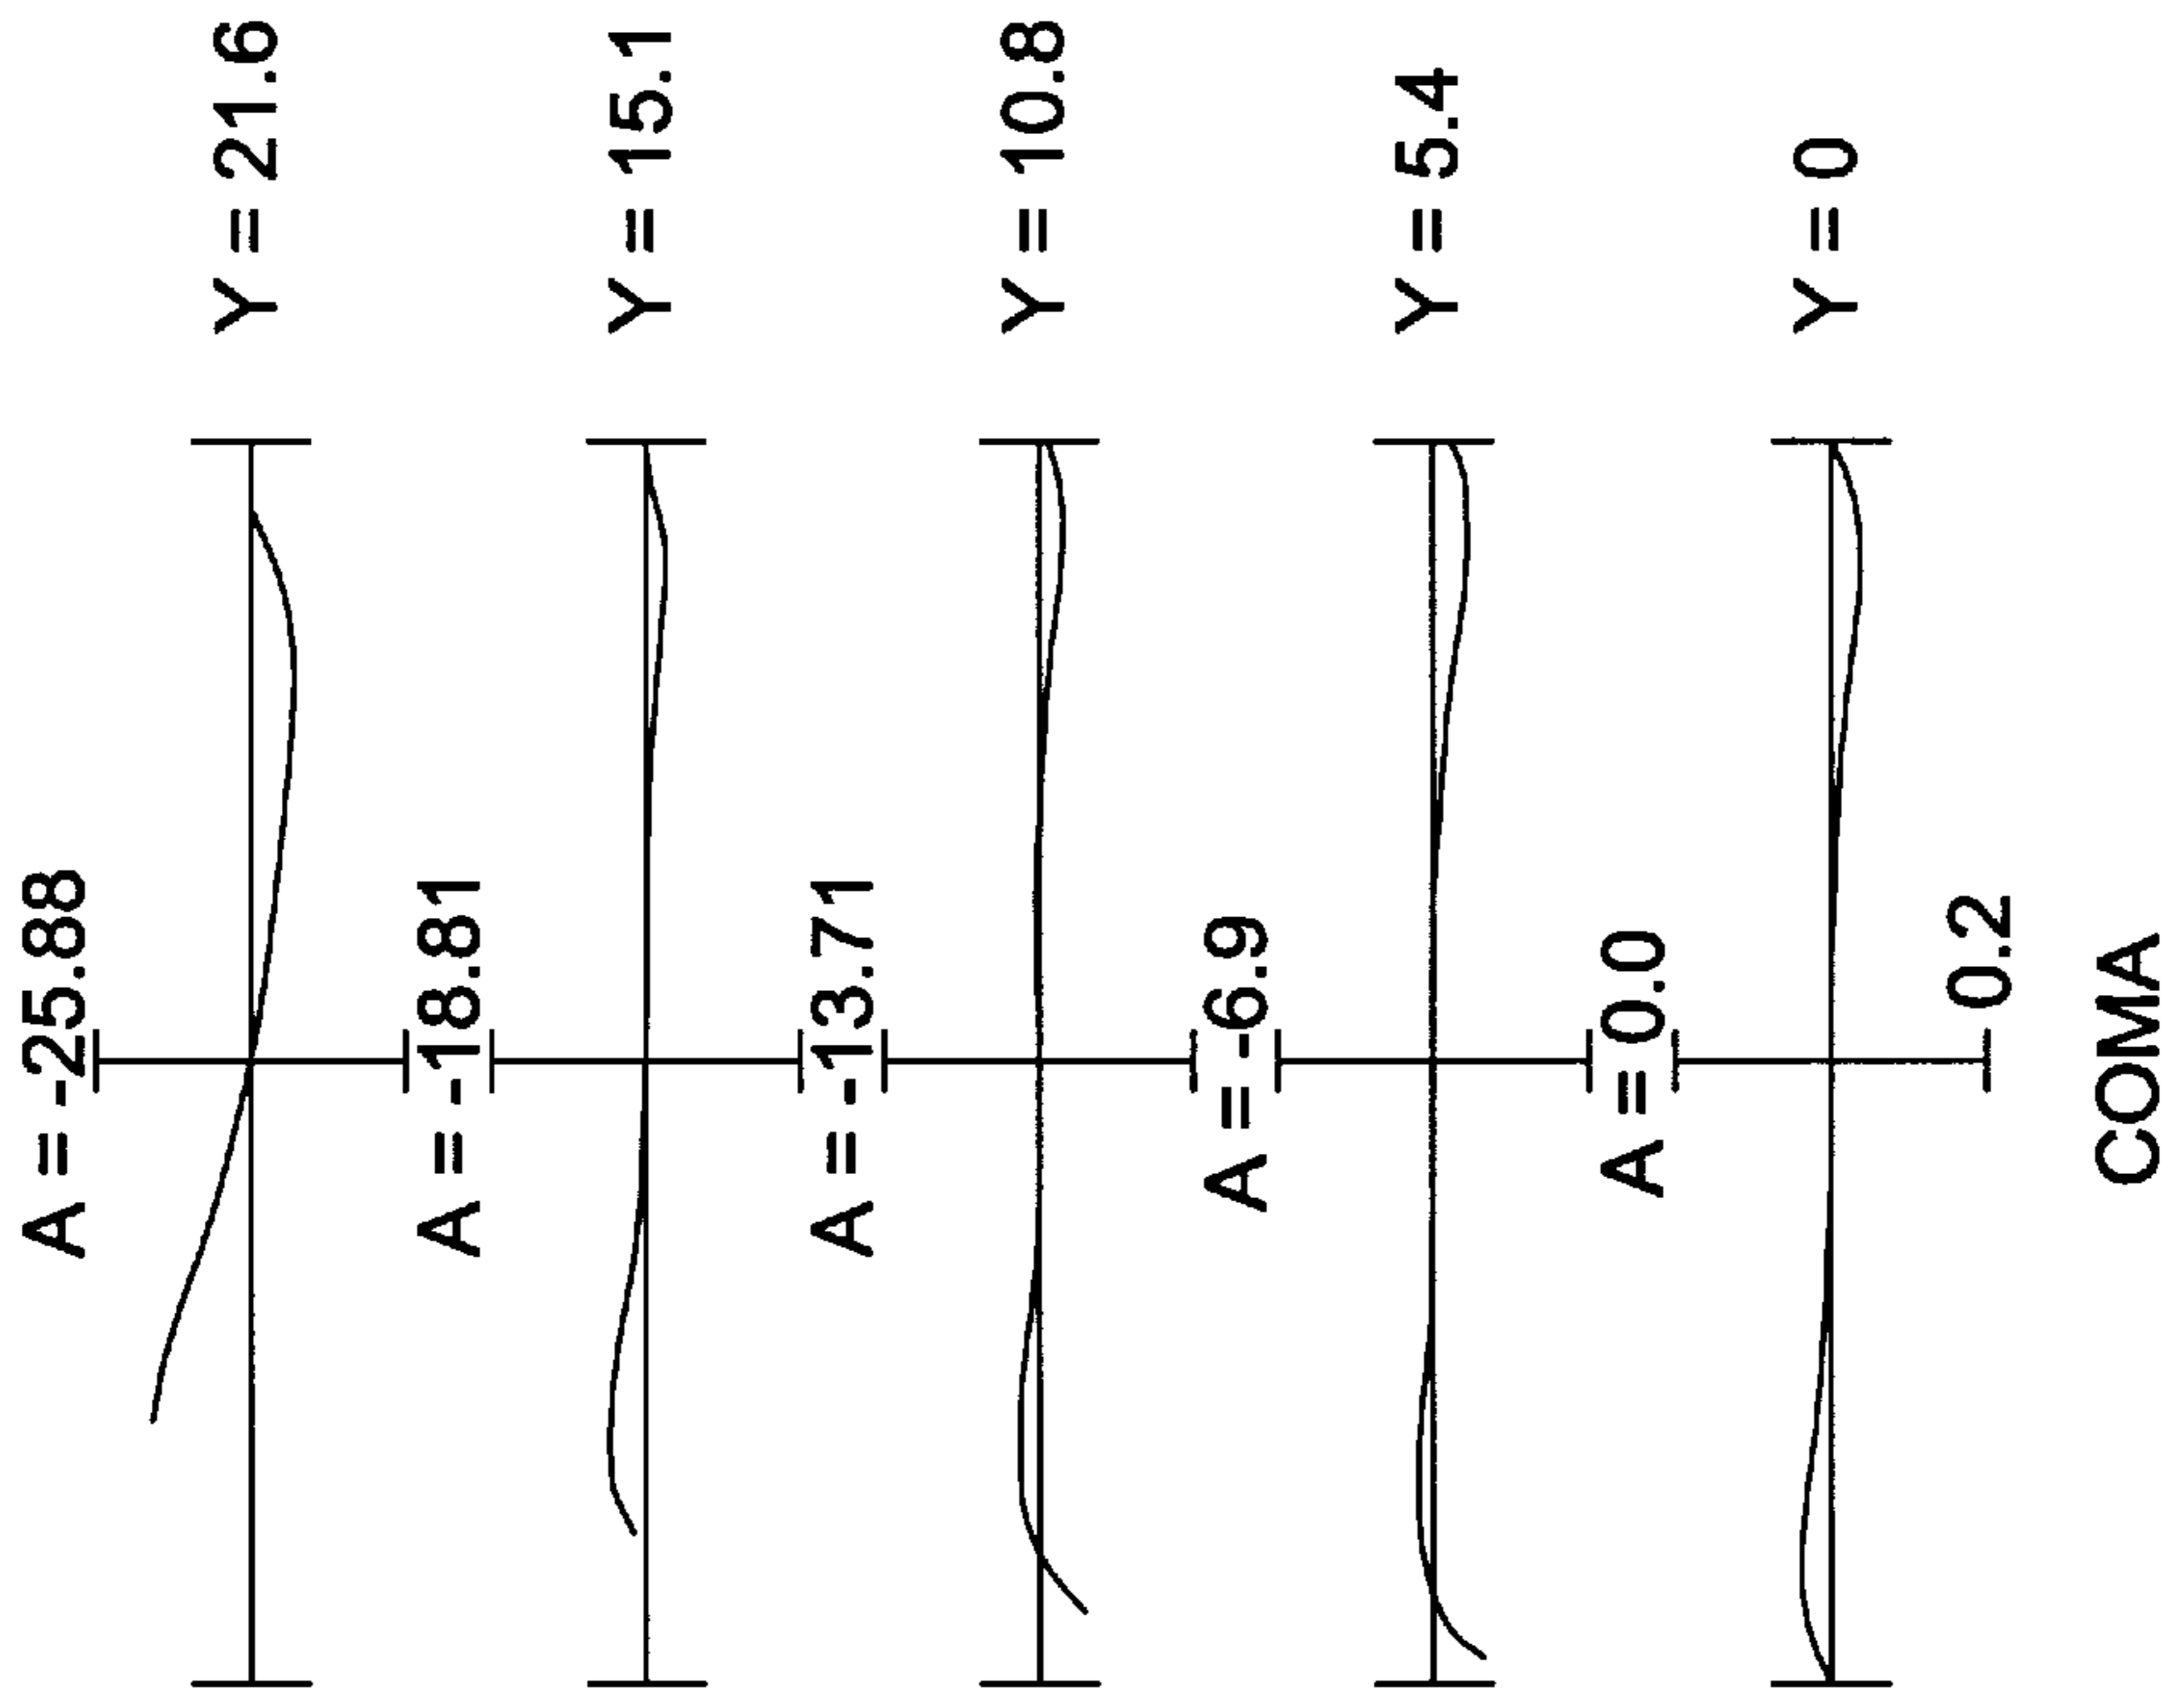 A = -25.88
Y = 21.6
A = -18.81
Y = 15.1
A = -13.71
Y = 10.8
A = -6.9
Y = 5.4
A = 0.0
Y = 0
0.2
COMA